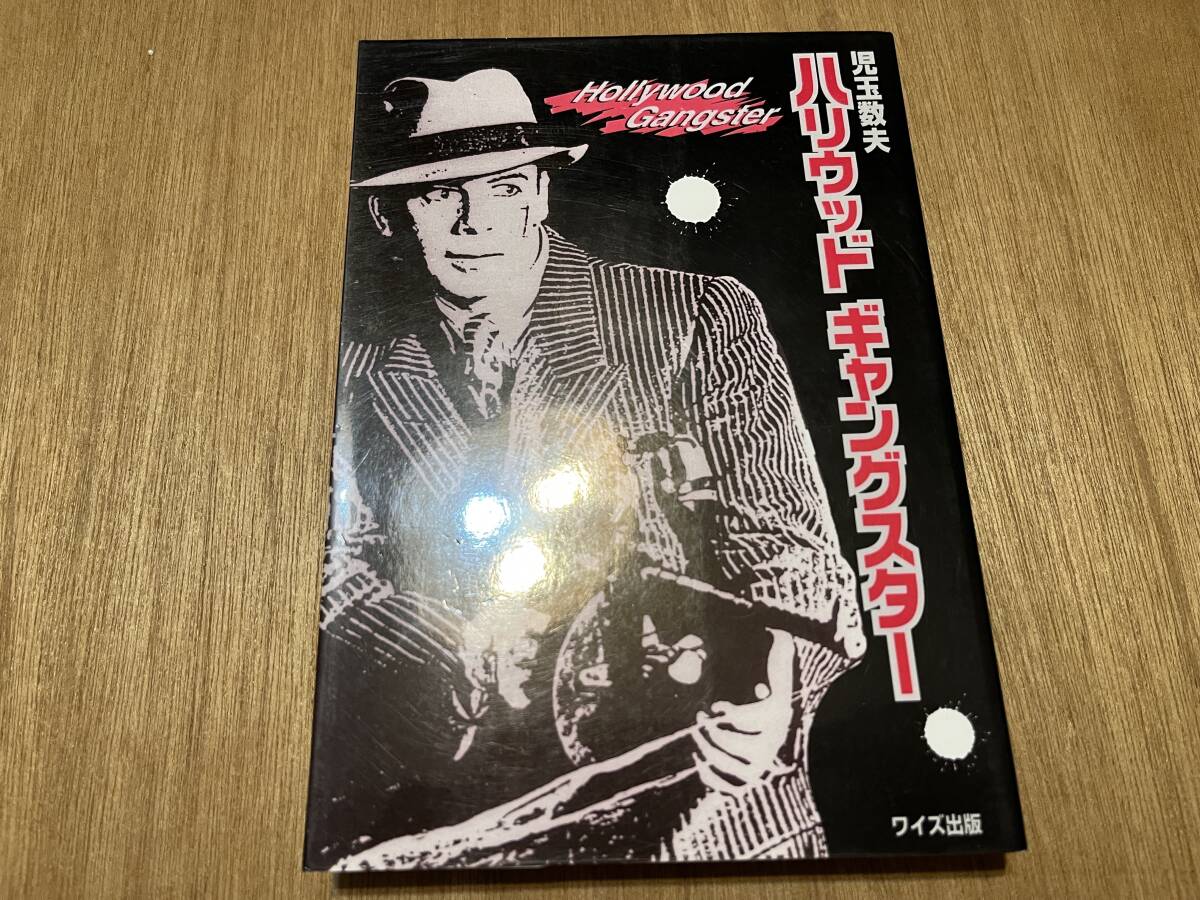 児玉数夫
ハリウッド ギャングスター
Hollywood
Gangster
ワイズ出版